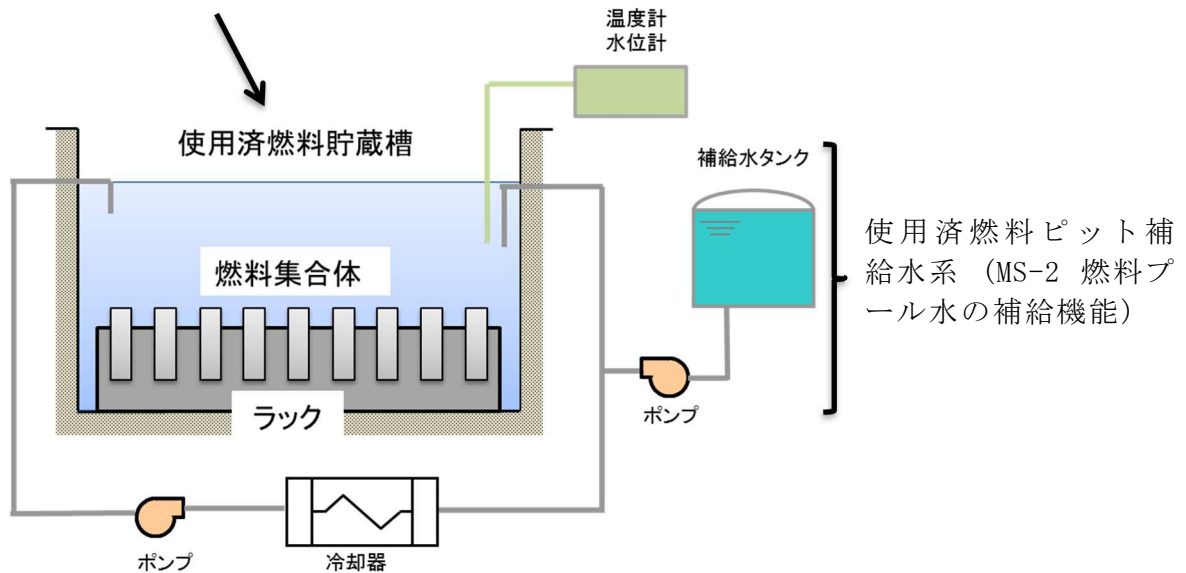 温度計
水位計
使用済燃料貯蔵槽
補給水タンク
燃料集合体
使用済燃料ピット補
給水系 (MS-2 燃料プ
ール水の補給機能)
ラック
ポンプ
ポンプ
冷却器